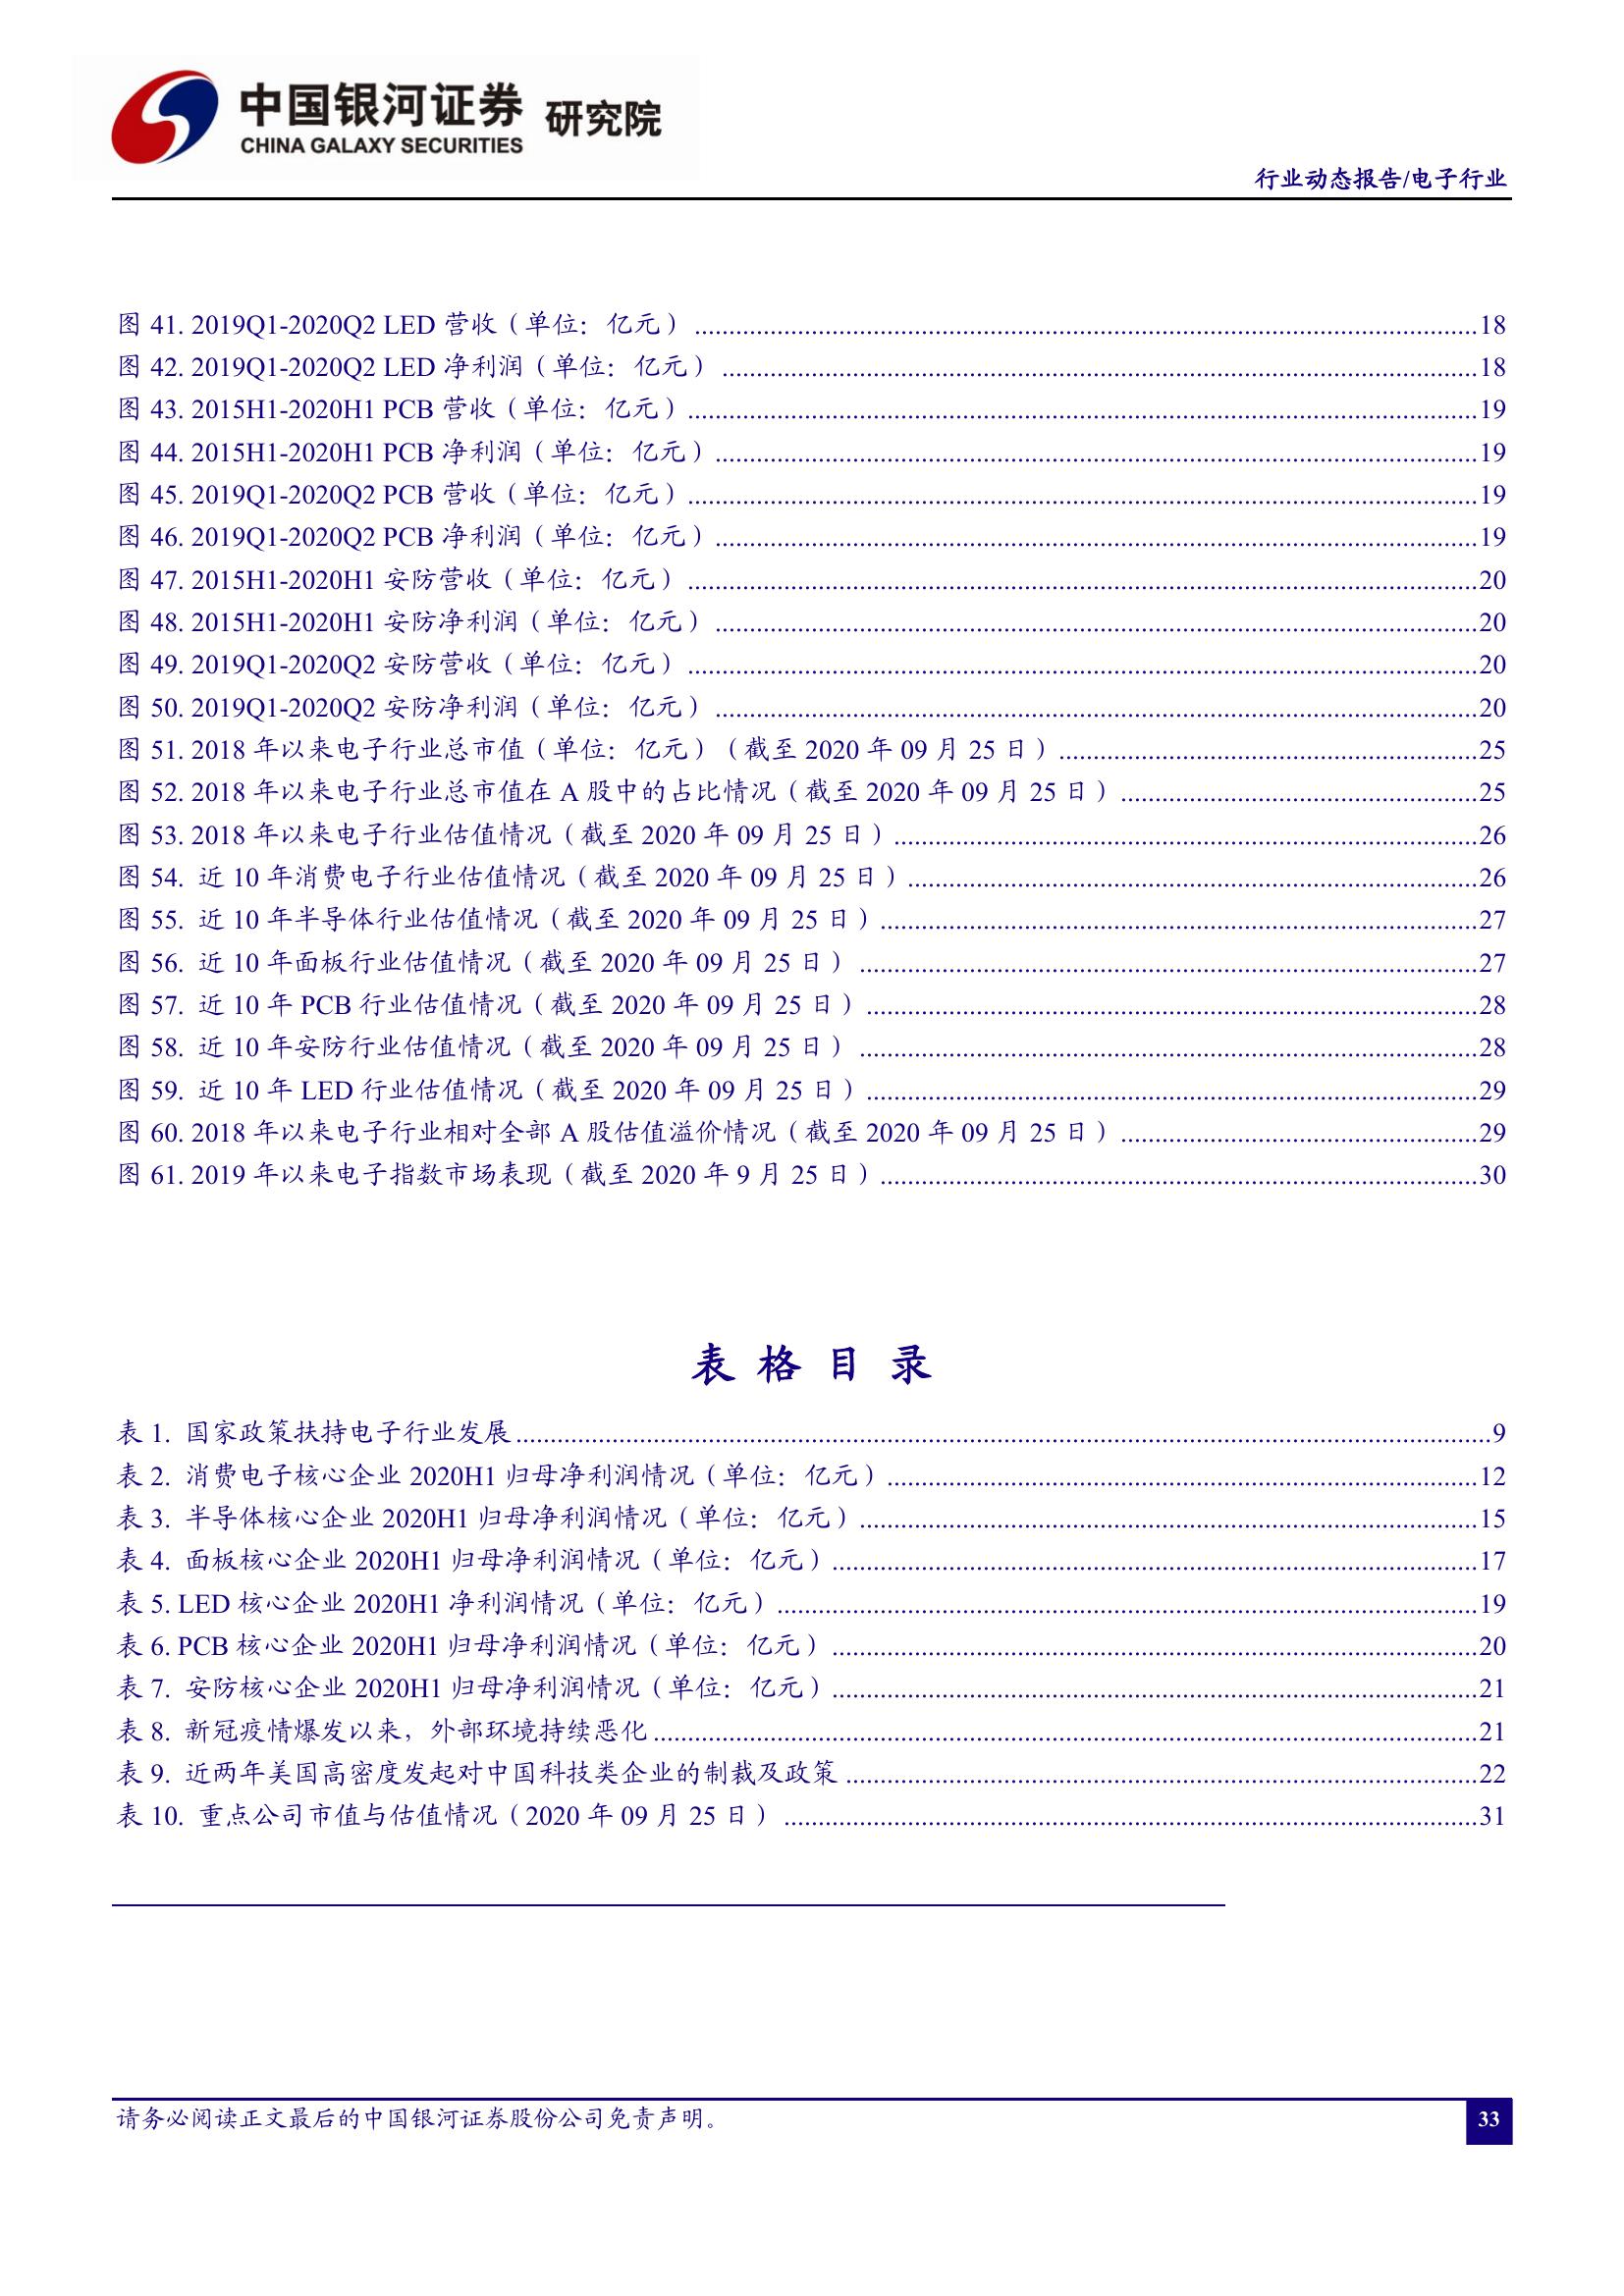 中国银河证券 研究院
CHINA GALAXY SECURITIES
行业动态报告/电子行业
图 41. 2019Q1-2020Q2 LED 营收（单位：亿元）..........18
图 42. 2019Q1-2020Q2 LED 净利润（单位：亿元）..........18
图 43. 2015H1-2020H1 PCB 营收（单位：亿元）..........19
图 44. 2015H1-2020H1 PCB 净利润（单位：亿元）..........19
图 45. 2019Q1-2020Q2 PCB 营收（单位：亿元）..........19
图 46. 2019Q1-2020Q2 PCB 净利润（单位：亿元）..........19
图 47. 2015H1-2020H1 安防营收（单位：亿元）..........20
图 48. 2015H1-2020H1 安防净利润（单位：亿元）..........20
图 49. 2019Q1-2020Q2 安防营收（单位：亿元）..........20
图 50. 2019Q1-2020Q2 安防净利润（单位：亿元）..........20
图 51. 2018 年以来电子行业总市值（单位：亿元）（截至 2020 年 09 月 25 日）..........25
图 52. 2018 年以来电子行业总市值在 A 股中的占比情况（截至 2020 年 09 月 25 日）..........25
图 53. 2018 年以来电子行业估值情况（截至 2020 年 09 月 25 日）..........26
图 54. 近 10 年消费电子行业估值情况（截至 2020 年 09 月 25 日）..........26
图 55. 近 10 年半导体行业估值情况（截至 2020 年 09 月 25 日）..........27
图 56. 近 10 年面板行业估值情况（截至 2020 年 09 月 25 日）..........27
图 57. 近 10 年 PCB 行业估值情况（截至 2020 年 09 月 25 日）..........28
图 58. 近 10 年安防行业估值情况（截至 2020 年 09 月 25 日）..........28
图 59. 近 10 年 LED 行业估值情况（截至 2020 年 09 月 25 日）..........29
图 60. 2018 年以来电子行业相对全部 A 股估值溢价情况（截至 2020 年 09 月 25 日）..........29
图 61. 2019 年以来电子指数市场表现（截至 2020 年 9 月 25 日）..........30
表 格 目 录
表 1. 国家政策扶持电子行业发展..........9
表 2. 消费电子核心企业 2020H1 归母净利润情况（单位：亿元）..........12
表 3. 半导体核心企业 2020H1 归母净利润情况（单位：亿元）..........15
表 4. 面板核心企业 2020H1 归母净利润情况（单位：亿元）..........17
表 5. LED 核心企业 2020H1 净利润情况（单位：亿元）..........19
表 6. PCB 核心企业 2020H1 归母净利润情况（单位：亿元）..........20
表 7. 安防核心企业 2020H1 归母净利润情况（单位：亿元）..........21
表 8. 新冠疫情爆发以来，外部环境持续恶化..........21
表 9. 近两年美国高密度发起对中国科技类企业的制裁及政策..........22
表 10. 重点公司市值与估值情况（2020 年 09 月 25 日）..........31
请务必阅读正文最后的中国银河证券股份公司免责声明。
33